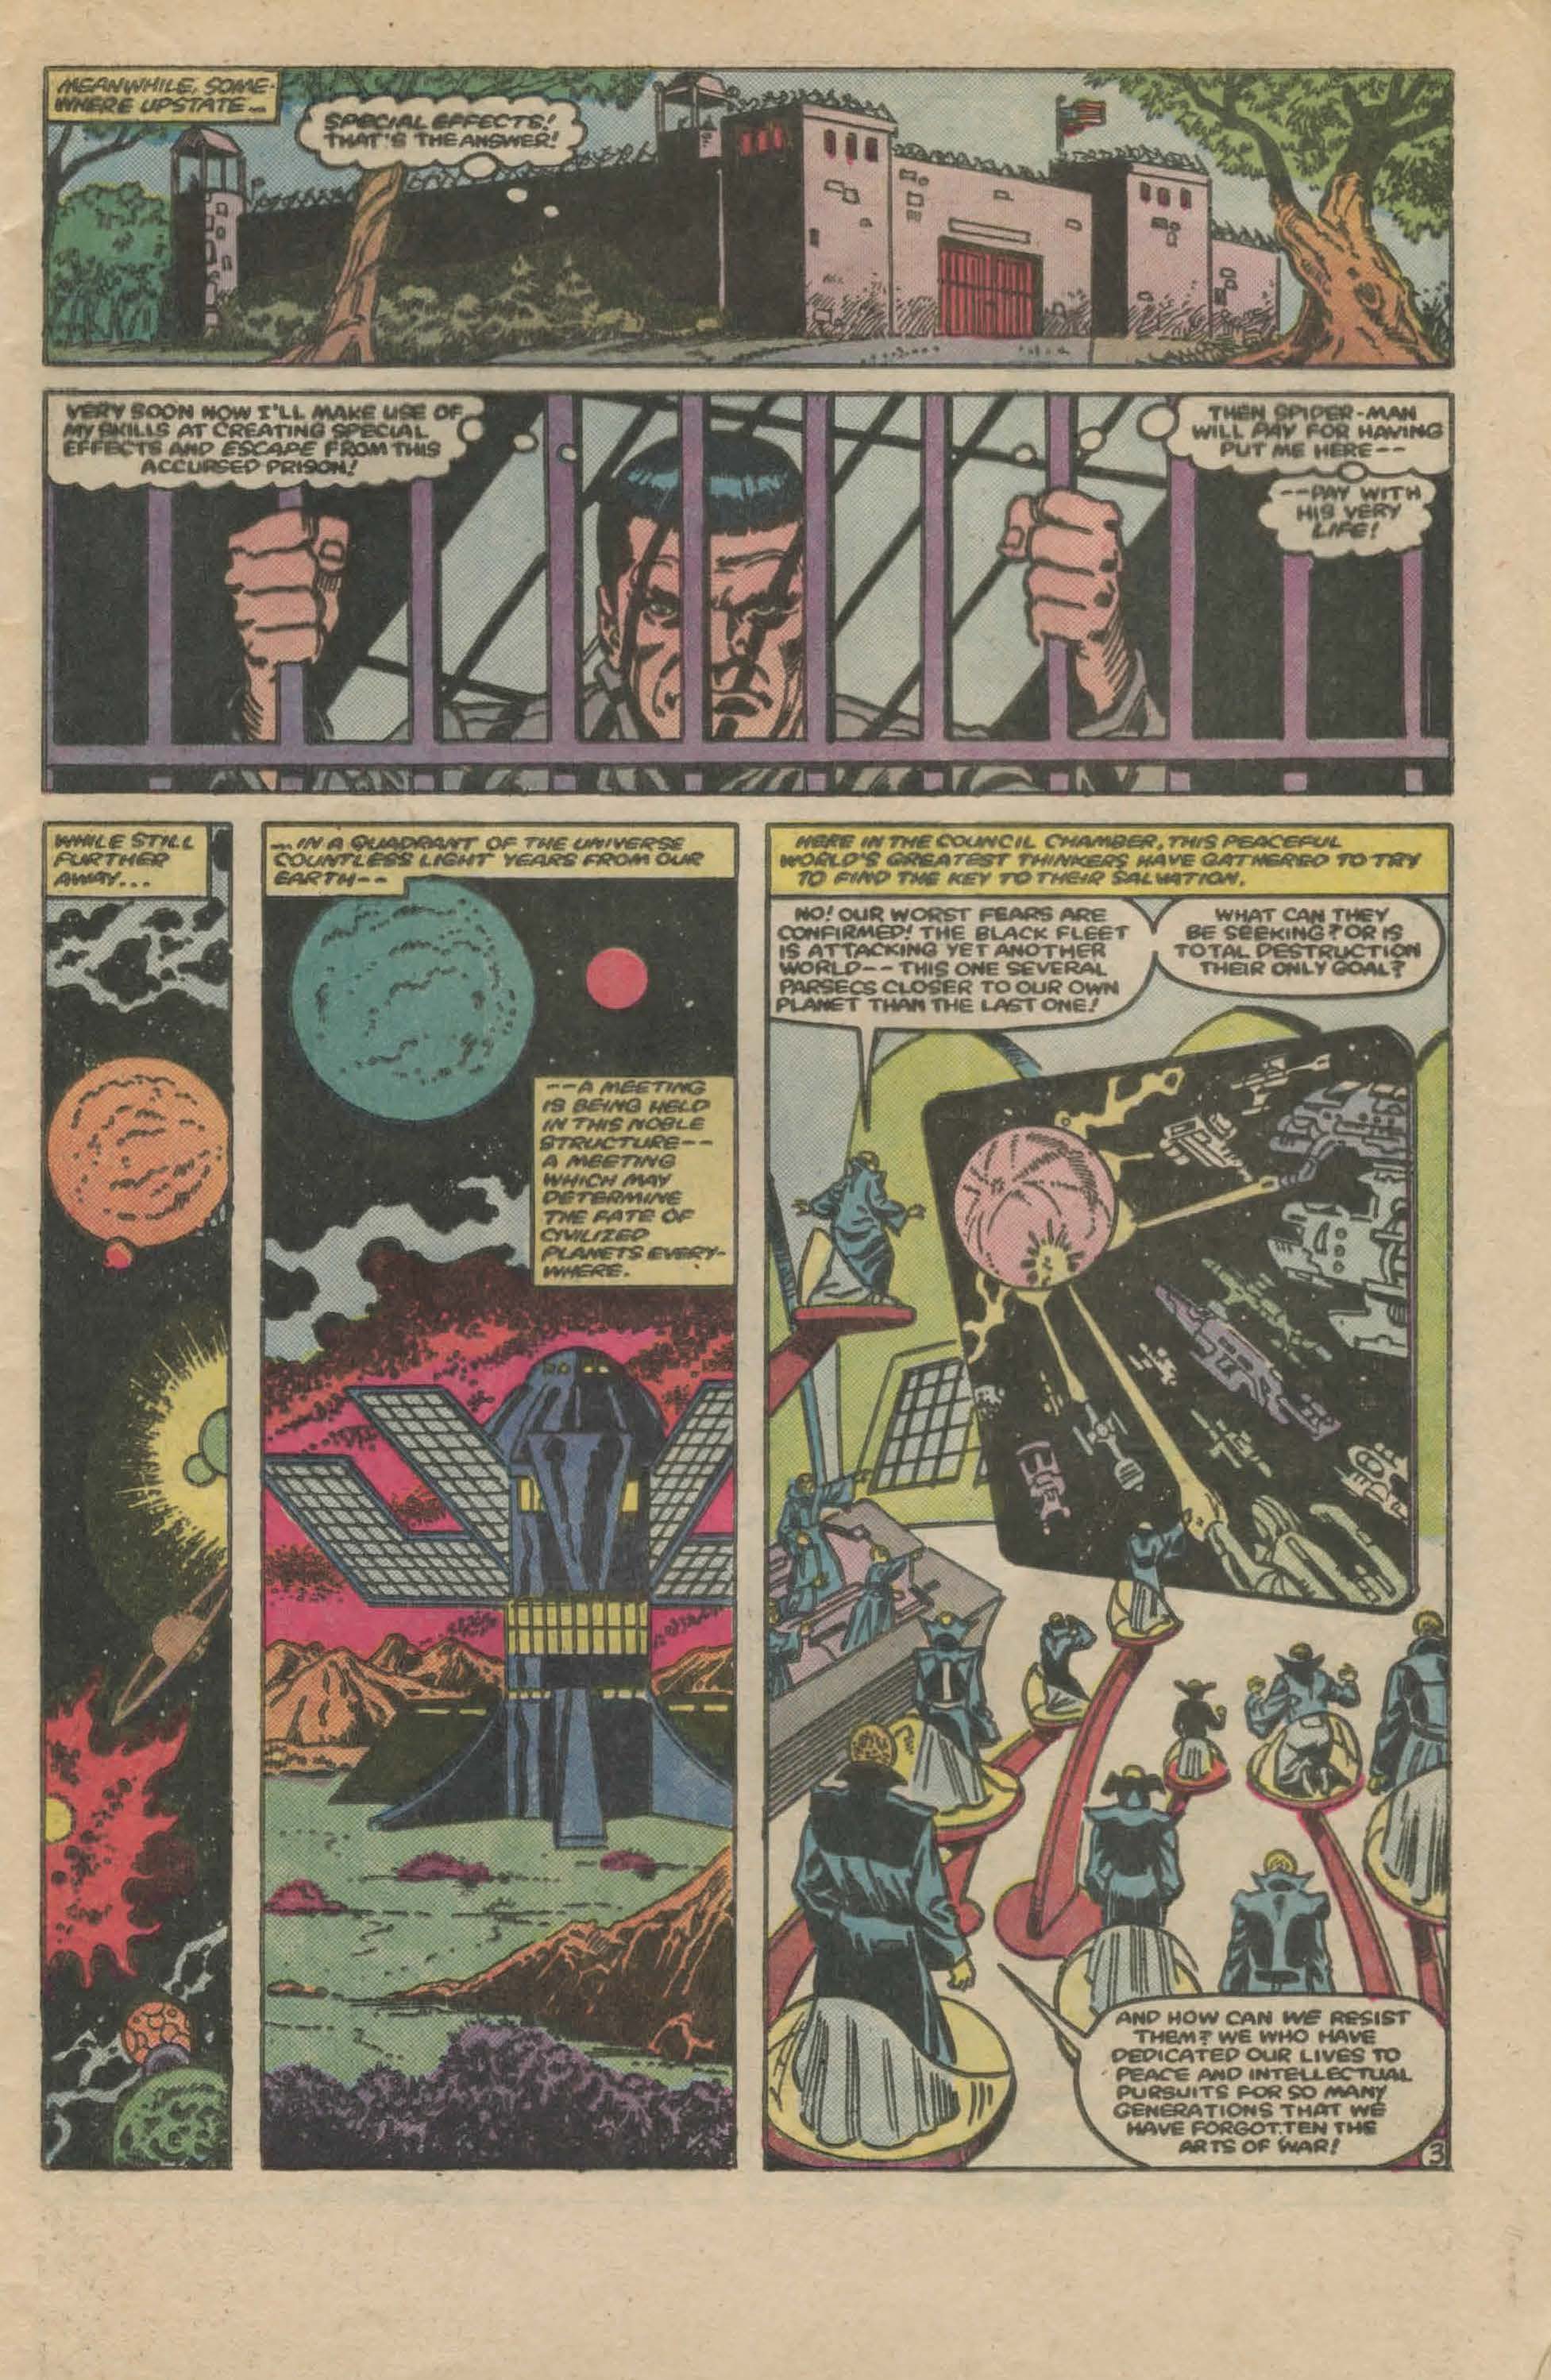 MEANWHILE, SOME-
WHERE UPSTATE...
SPECIAL EFFECTS!
THAT'S THE ANSWER!
VERY SOON NOW I'LL MAKE USE OF
MY SKILLS AT CREATING SPECIAL
EFFECTS AND ESCAPE FROM THIS
ACCURSED PRISON!
THEN SPIDER-MAN
WILL PAY FOR HAVING
PUT ME HERE--
--PAY WITH
HIS VERY
LIFE!
WHILE STILL
FURTHER
AWAY...
...IN A QUADRANT OF THE UNIVERSE
COUNTLESS LIGHT YEARS FROM OUR
EARTH--
--A MEETING
IS BEING HELD
IN THIS NOBLE
STRUCTURE--
A MEETING
WHICH MAY
DETERMINE
THE FATE OF
CIVILIZED
PLANETS EVERY-
WHERE.
HERE IN THE COUNCIL CHAMBER, THIS PEACEFUL
WORLD'S GREATEST THINKERS HAVE GATHERED TO TRY
TO FIND THE KEY TO THEIR SALVATION.
NO! OUR WORST FEARS ARE
CONFIRMED! THE BLACK FLEET
IS ATTACKING YET ANOTHER
WORLD-- THIS ONE SEVERAL
PARSECS CLOSER TO OUR OWN
PLANET THAN THE LAST ONE!
WHAT CAN THEY
BE SEEKING? OR IS
TOTAL DESTRUCTION
THEIR ONLY GOAL?
AND HOW CAN WE RESIST
THEM? WE WHO HAVE
DEDICATED OUR LIVES TO
PEACE AND INTELLECTUAL
PURSUITS FOR SO MANY
GENERATIONS THAT WE
HAVE FORGOTTEN THE
ARTS OF WAR!
3